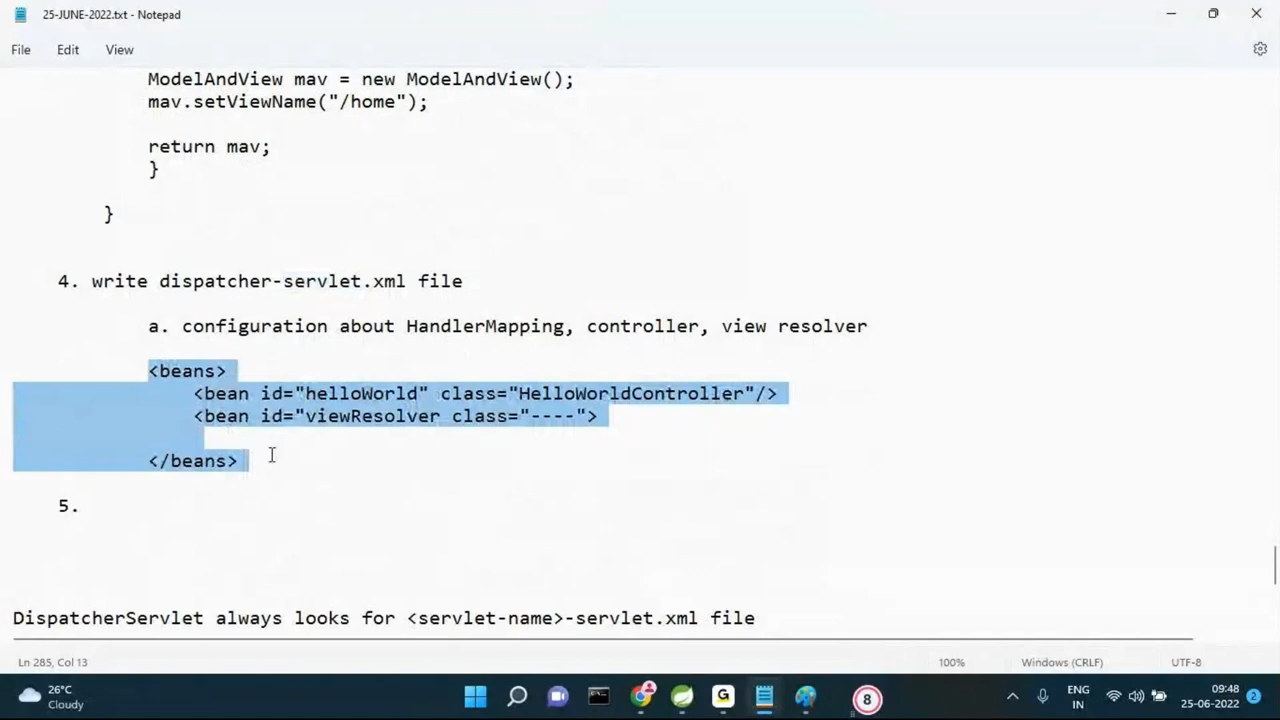 25-JUNE-2022.txt - Notepad
File Edit View
ModelAndView mav = new ModelAndView();
mav.setViewName("/home");
return mav;
}
}
4. write dispatcher-servlet.xml file
a. configuration about HandlerMapping, controller, view resolver
<beans>
<bean id="helloWorld" class="HelloWorldController"/>
<bean id="viewResolver class="----">
</beans>
5.
DispatcherServlet always looks for <servlet-name>-servlet.xml file
Ln 285, Col 13 100% Windows (CRLF) UTF-8
26°C
Cloudy
G
8
ENG
IN
09:48
25-06-2022
2